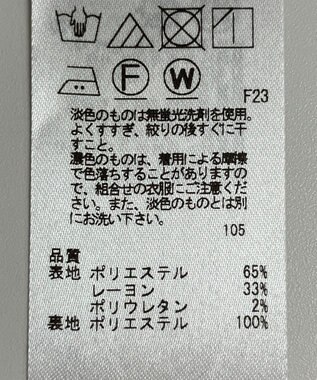 F
W
F23
淡色のものは無蛍光洗剤を使用。
よくすすぎ、絞りの後すぐに干
すこと。
濃色のものは、着用による摩擦
で色落ちすることがありますの
で、組合せの衣服にご注意くだ
さい。また、淡色のものとは別
にお洗い下さい。
105
品質
表地 ポリエステル 65%
レーヨン 33%
ポリウレタン 2%
裏地 ポリエステル 100%